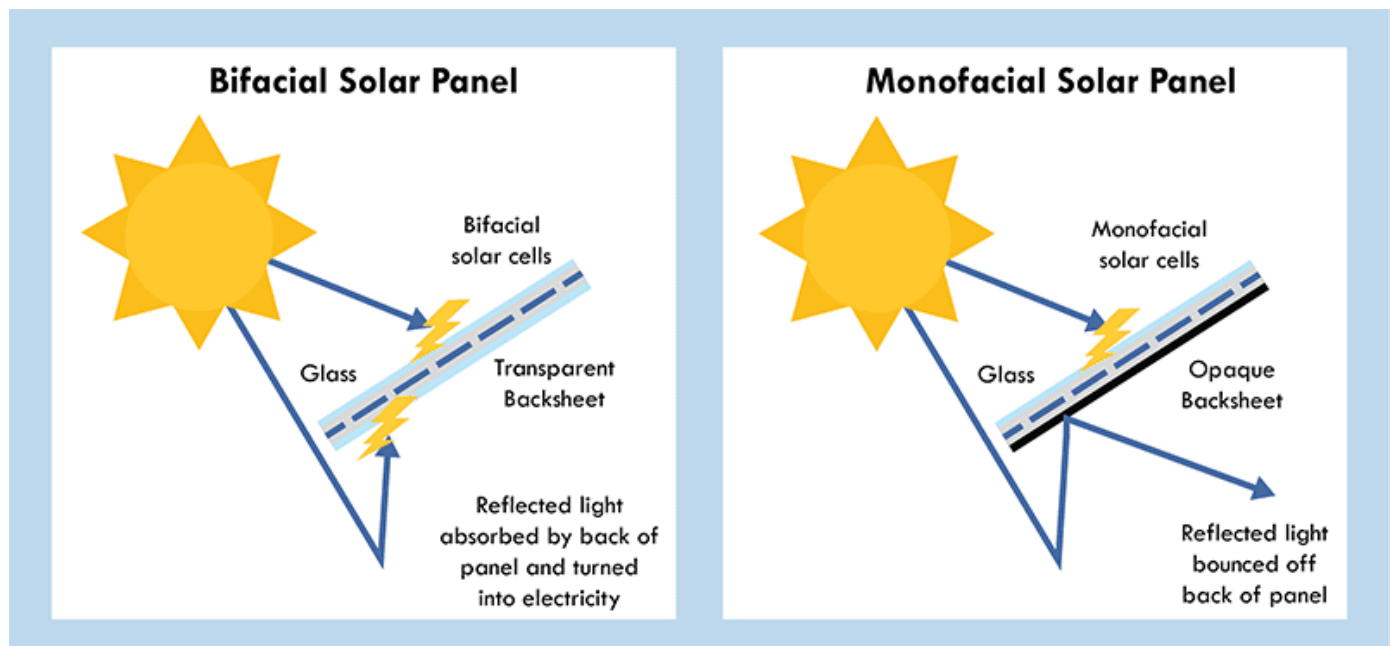 Bifacial Solar Panel
Bifacial
solar cells
Glass
Transparent
Backsheet
Reflected light
absorbed by back of
panel and turned
into electricity
Monofacial Solar Panel
Monofacial
solar cells
Glass
Opaque
Backsheet
Reflected light
bounced off
back of panel